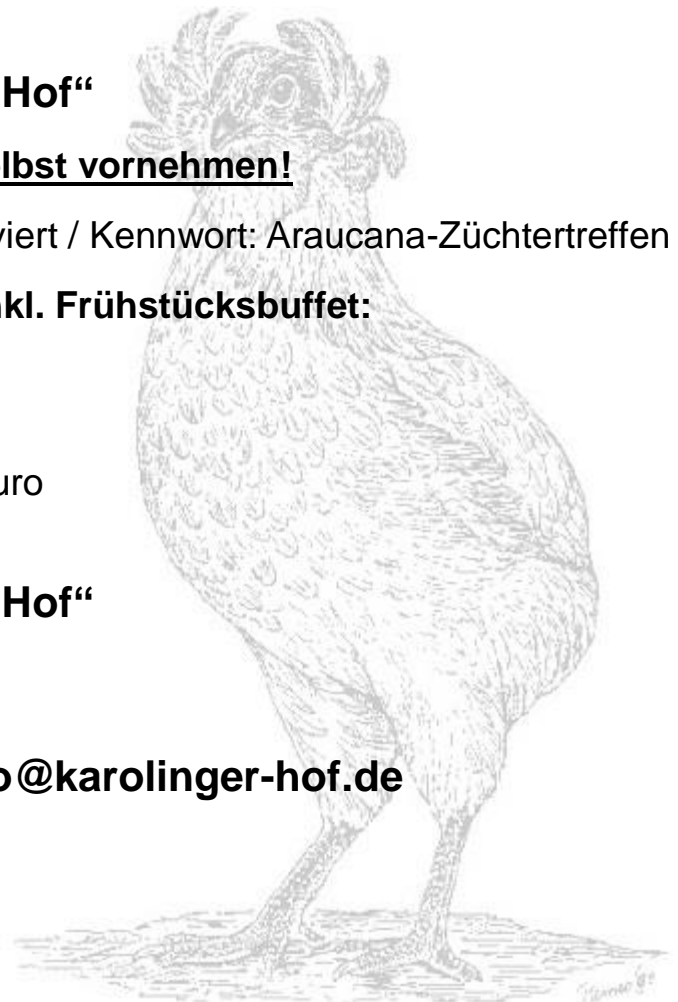 Hof“
lbst vornehmen!
viert / Kennwort: Araucana-Züchtertreffen
kl. Frühstücksbuffet:
uro
Hof“
o@karolinger-hof.de